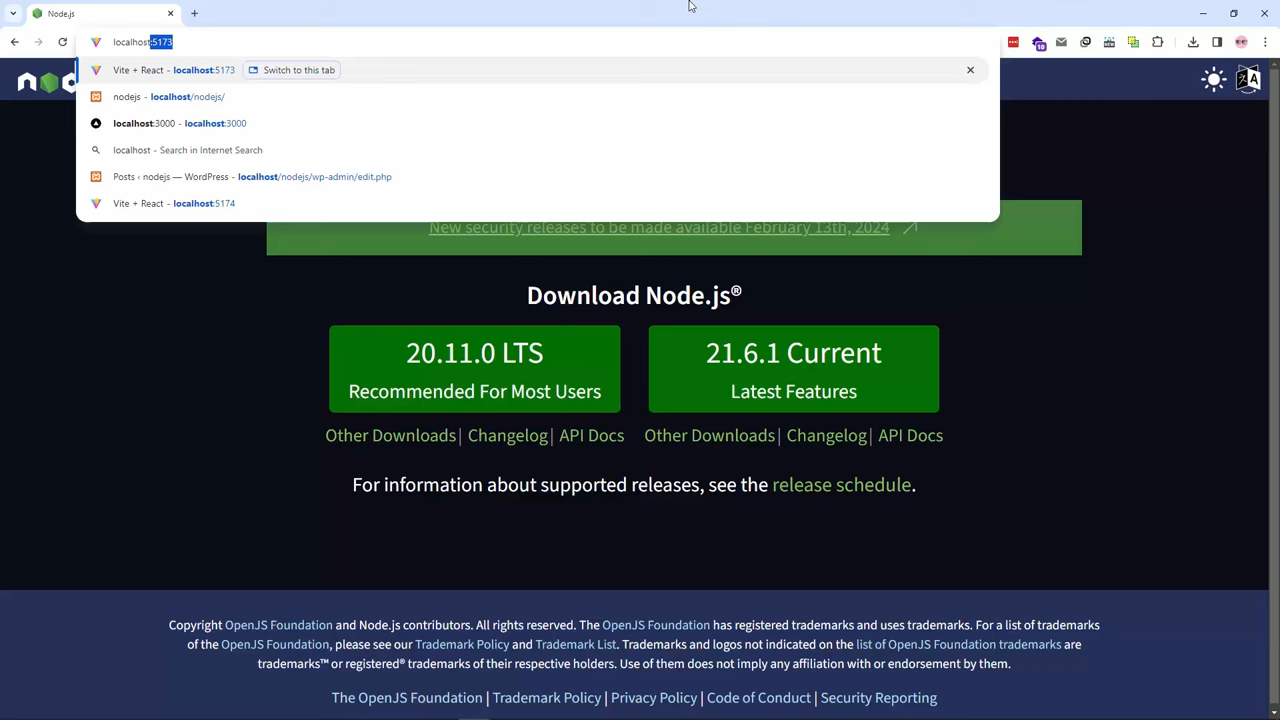 Node.js
localhost:5173
Vite + React - localhost:5173 Switch to this tab
nodejs - localhost/nodejs/
localhost:3000 - localhost:3000
localhost - Search in Internet Search
Posts ‹ nodejs — WordPress - localhost/nodejs/wp-admin/edit.php
Vite + React - localhost:5174
10
New security releases to be made available February 13th, 2024
Download Node.js®
20.11.0 LTS
Recommended For Most Users
21.6.1 Current
Latest Features
Other Downloads| Changelog| API Docs
Other Downloads| Changelog| API Docs
For information about supported releases, see the release schedule.
Copyright OpenJS Foundation and Node.js contributors. All rights reserved. The OpenJS Foundation has registered trademarks and uses trademarks. For a list of trademarks
of the OpenJS Foundation, please see our Trademark Policy and Trademark List. Trademarks and logos not indicated on the list of OpenJS Foundation trademarks are
trademarks™ or registered® trademarks of their respective holders. Use of them does not imply any affiliation with or endorsement by them.
The OpenJS Foundation | Trademark Policy | Privacy Policy | Code of Conduct | Security Reporting